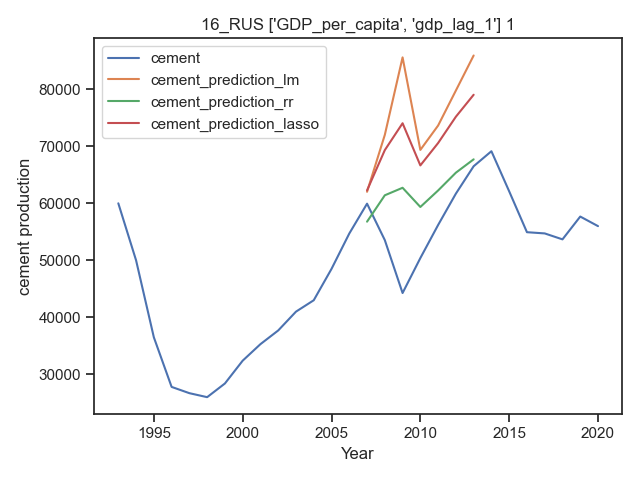 16_RUS ['GDP_per_capita', 'gdp_lag_1'] 1
cement
cement_prediction_lm
cement_prediction_rr
cement_prediction_lasso
cement production
80000
70000
60000
50000
40000
30000
1995 2000 2005 2010 2015 2020
Year